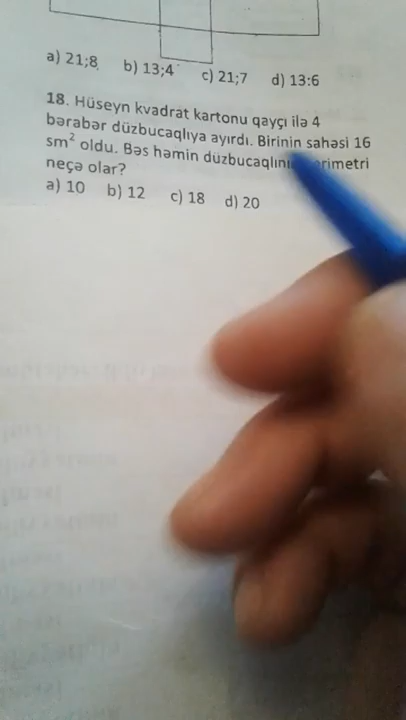 a) 21;8 b) 13;4 c) 21;7 d) 13:6
18. Hüseyn kvadrat kartonu qayçı ilə 4
bərabər düzbucaqlıya ayırdı. Birinin sahəsi 16
sm² oldu. Bəs həmin düzbucaqlını
neçə olar?
a) 10 b) 12 c) 18 d) 20